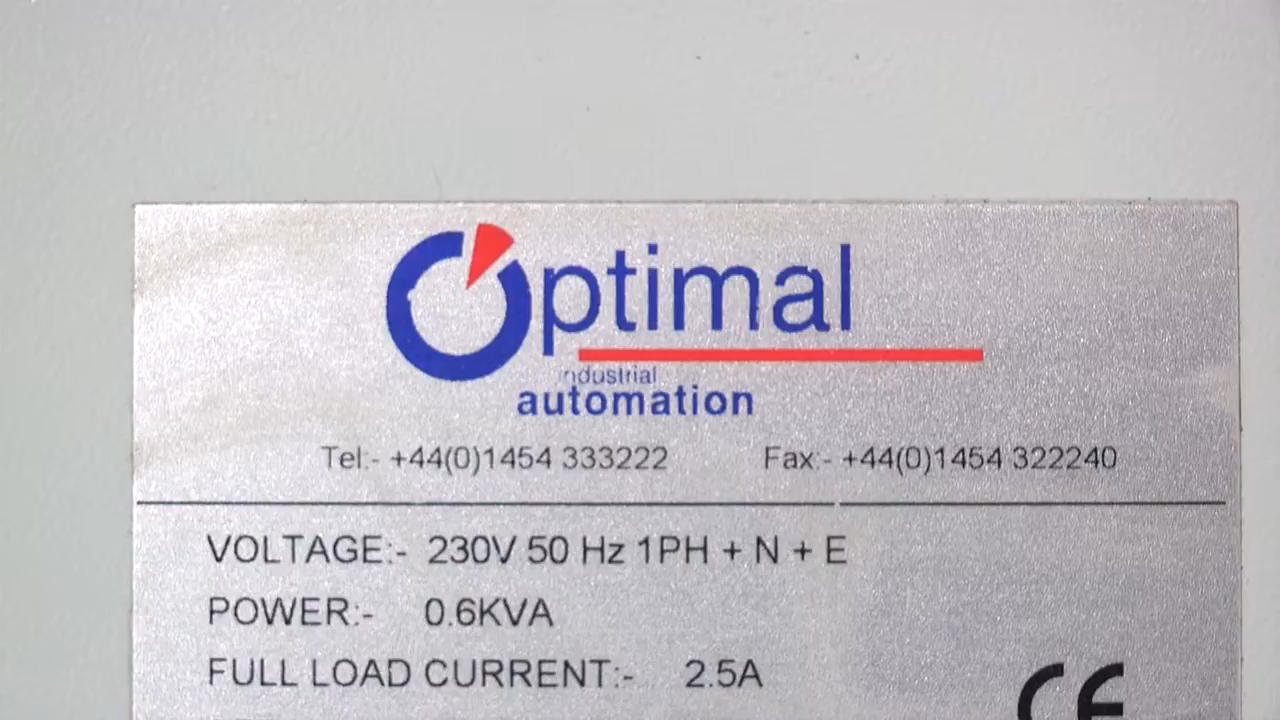 Optimal
industrial
automation
Tel:- +44(0)1454 333222 Fax:- +44(0)1454 322240
VOLTAGE:- 230V 50 Hz 1PH + N + E
POWER:- 0.6KVA
FULL LOAD CURRENT:- 2.5A
CE